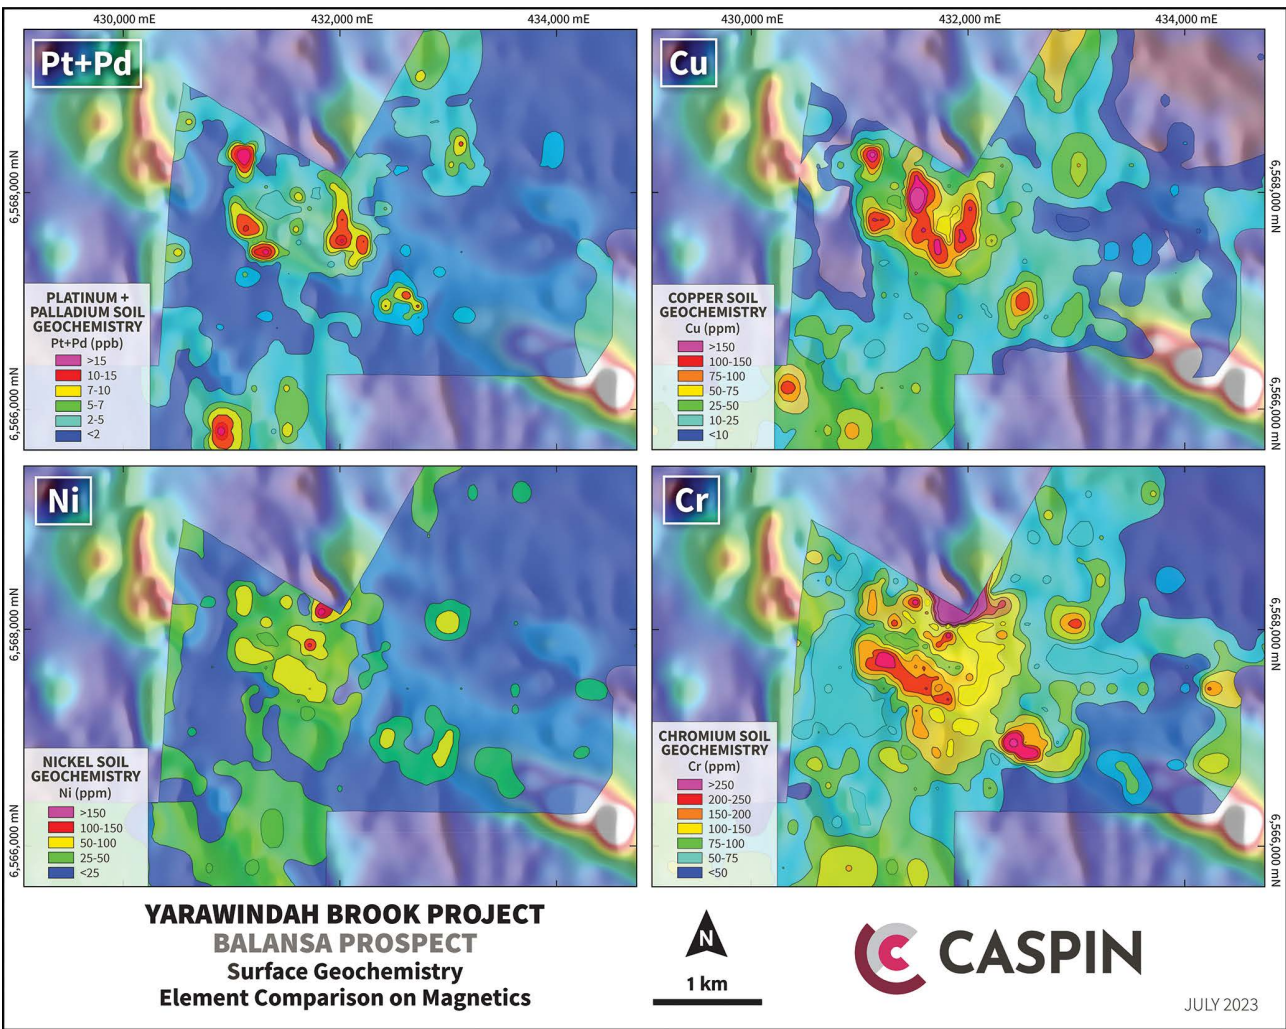 430,000 mE 432,000 mE 434,000 mE 430,000 mE 432,000 mE 434,000 mE
Pt+Pd
Cu
6,568,000 mN
6,568,000 mN
PLATINUM +
PALLADIUM SOIL
GEOCHEMISTRY
Pt+Pd (ppb)
>15
10-15
7-10
5-7
2-5
<2
6,566,000 mN
COPPER SOIL
GEOCHEMISTRY
Cu (ppm)
>150
100-150
75-100
50-75
25-50
10-25
<10
6,566,000 mN
Ni
Cr
6,568,000 mN
6,568,000 mN
NICKEL SOIL
GEOCHEMISTRY
Ni (ppm)
>150
100-150
50-100
25-50
<25
6,566,000 mN
CHROMIUM SOIL
GEOCHEMISTRY
Cr (ppm)
>250
200-250
150-200
100-150
75-100
50-75
<50
6,566,000 mN
YARAWINDAH BROOK PROJECT
BALANSA PROSPECT
Surface Geochemistry
Element Comparison on Magnetics
N
1 km
CASPIN
JULY 2023